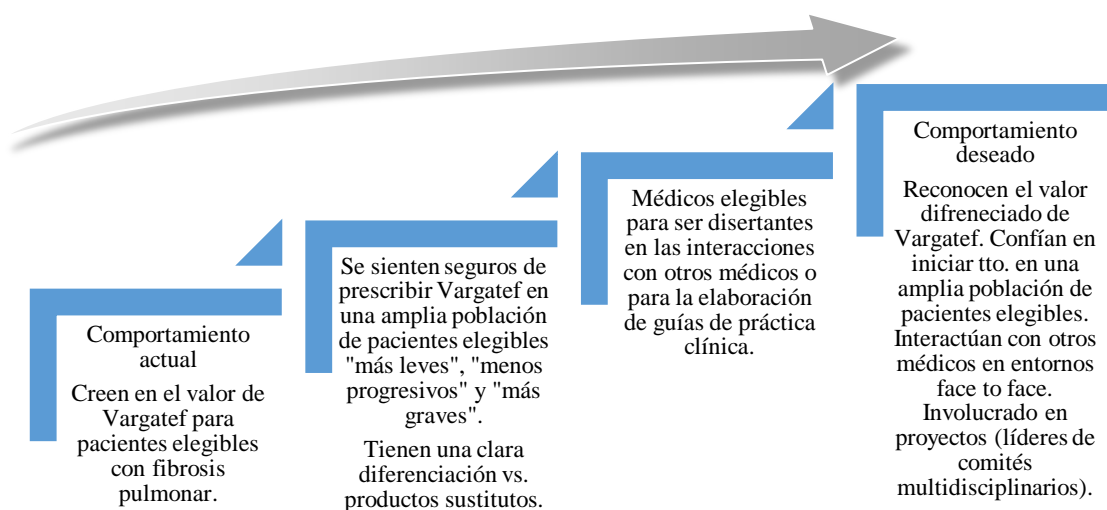 Comportamiento
actual
Creen en el valor de
Vargatef para
pacientes elegibles
con fibrosis
pulmonar.
Se sienten seguros de
prescribir Vargatef en
una amplia población
de pacientes elegibles
"más leves", "menos
progresivos" y "más
graves".
Tienen una clara
diferenciación vs.
productos sustitutos.
Médicos elegibles
para ser disertantes
en las interacciones
con otros médicos o
para la elaboración
de guías de práctica
clínica.
Comportamiento
deseado
Reconocen el valor
difreneciado de
Vargatef. Confían en
iniciar tto. en una
amplia población de
pacientes elegibles.
Interactúan con otros
médicos en entornos
face to face.
Involucrado en
proyectos (líderes de
comités
multidisciplinarios).